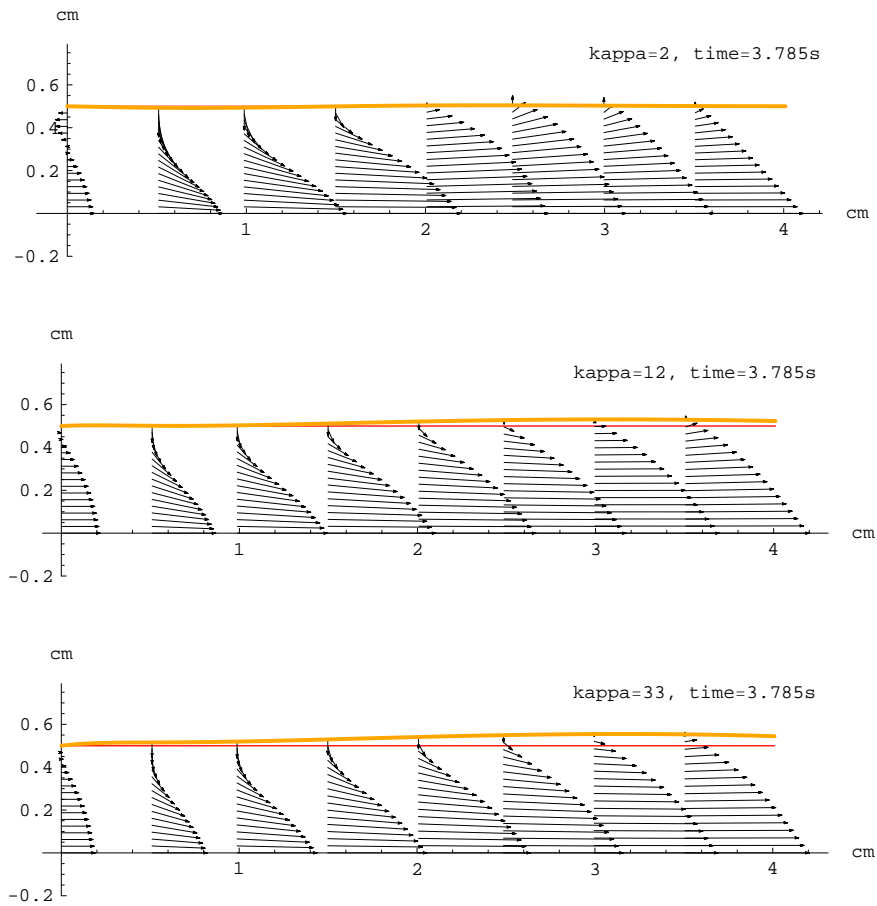 cm
kappa=2, time=3.785s
0.6
0.4
0.2
1 2 3 4 cm
-0.2
cm
kappa=12, time=3.785s
0.6
0.4
0.2
1 2 3 4 cm
-0.2
cm
kappa=33, time=3.785s
0.6
0.4
0.2
1 2 3 4 cm
-0.2